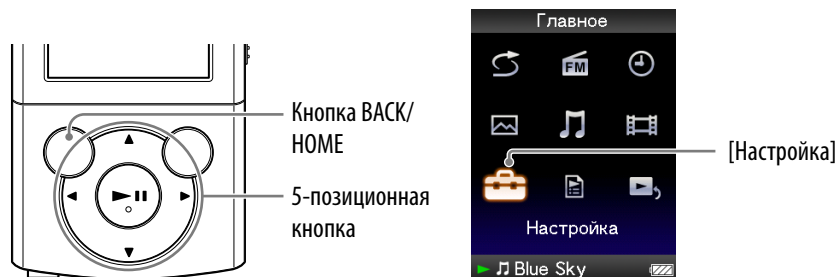 Кнопка BACK/
HOME
5-позиционная
кнопка
Главное
FM
[Настройка]
Настройка
Blue Sky